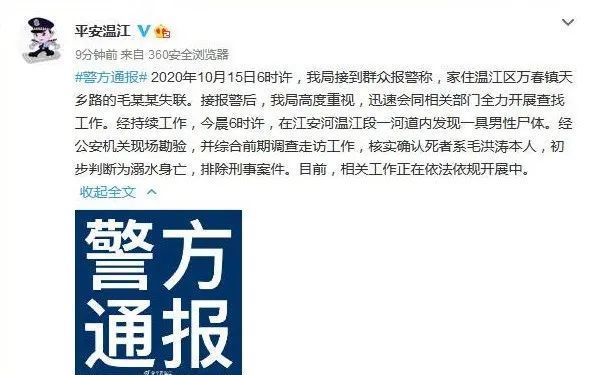 平安温江
9分钟前 来自 360安全浏览器
#警方通报# 2020年10月15日6时许，我局接到群众报警称，家住温江区万春镇天
乡路的毛某某失联。接报警后，我局高度重视，迅速会同相关部门全力开展查找
工作。经持续工作，今晨6时许，在江安河温江段一河道内发现一具男性尸体。经
公安机关现场勘验，并综合前期调查走访工作，核实确认死者系毛洪涛本人，初
步判断为溺水身亡，排除刑事案件。目前，相关工作正在依法依规开展中。
收起全文
警方
通报